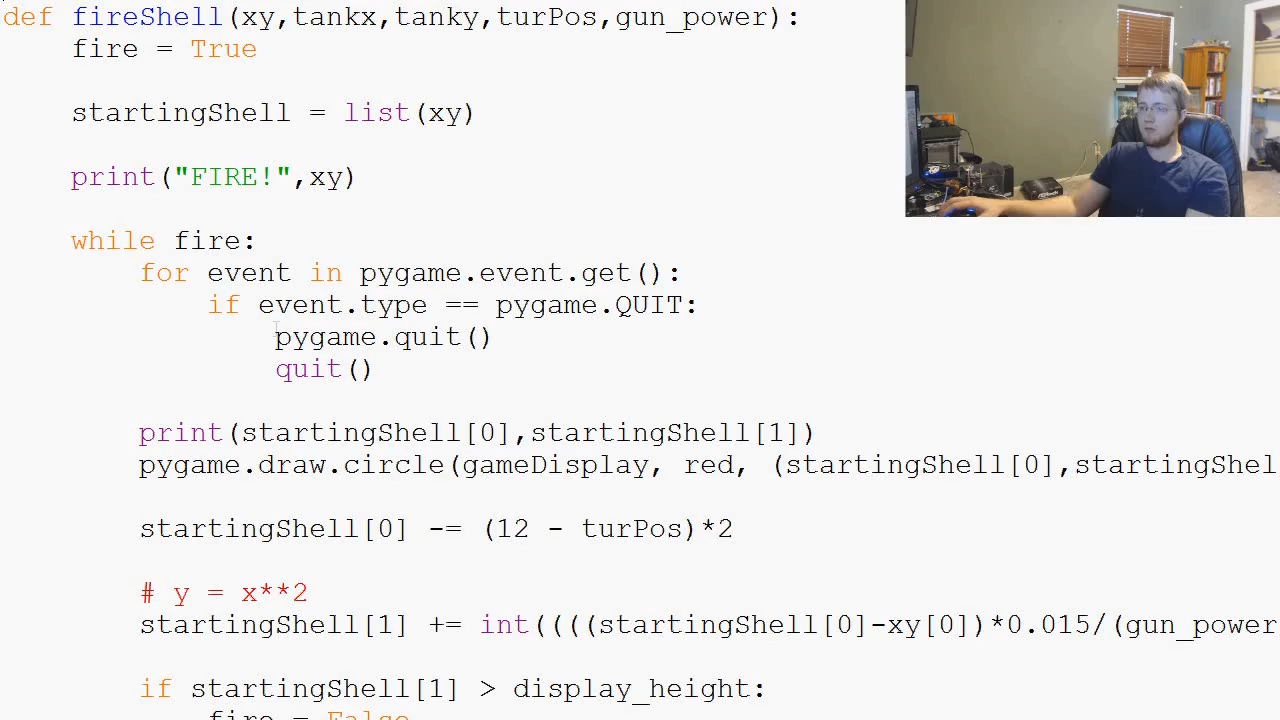 def fireShell(xy,tankx,tanky,turPos,gun_power):
    fire = True
    startingShell = list(xy)
    print("FIRE!",xy)
    while fire:
        for event in pygame.event.get():
            if event.type == pygame.QUIT:
                pygame.quit()
                quit()
        print(startingShell[0],startingShell[1])
        pygame.draw.circle(gameDisplay, red, (startingShell[0],startingShel
        startingShell[0] -= (12 - turPos)*2
        # y = x**2
        startingShell[1] += int((((startingShell[0]-xy[0])*0.015/(gun_power
        if startingShell[1] > display_height:
            fire = False